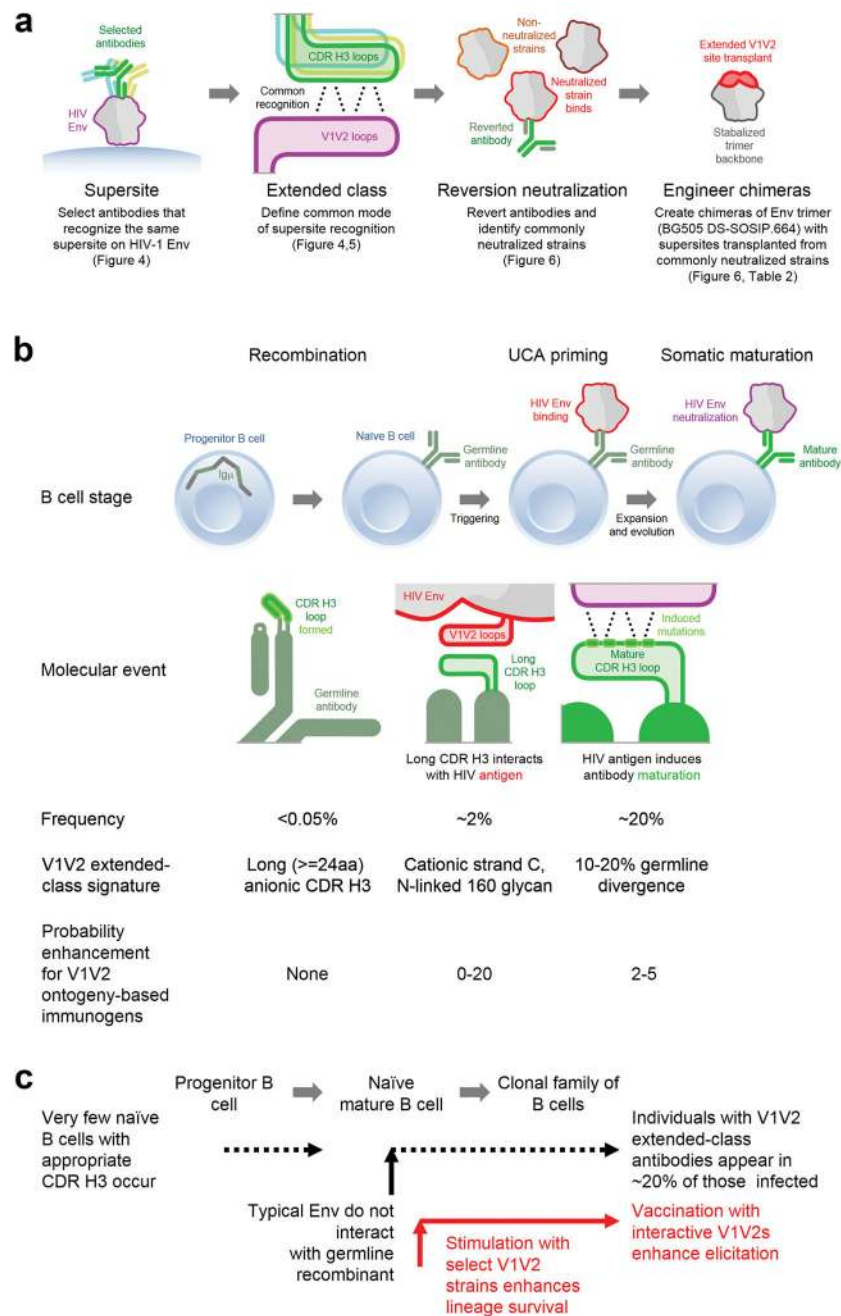 a
Selected
antibodies
HIV
Env
Supersite
Select antibodies that
recognize the same
supersite on HIV-1 Env
(Figure 4)
CDR H3 loops
Common
recognition
V1V2 loops
Extended class
Define common mode
of supersite recognition
(Figure 4,5)
Non-
neutralized
strains
Neutralized
strain
binds
Reverted
antibody
Reversion neutralization
Revert antibodies and
identify commonly
neutralized strains
(Figure 6)
Extended V1V2
site transplant
Stabalized
trimer
backbone
Engineer chimeras
Create chimeras of Env trimer
(BG505 DS-SOSIP.664) with
supersites transplanted from
commonly neutralized strains
(Figure 6, Table 2)
b
Recombination
UCA priming
Somatic maturation
B cell stage
Progenitor B cell
Igµ
Naïve B cell
Germline
antibody
Triggering
HIV Env
binding
Germline
antibody
Expansion
and evolution
HIV Env
neutralization
Mature
antibody
Molecular event
CDR H3
loop
formed
Germline
antibody
HIV Env
V1V2 loops
Long
CDR H3
loop
Long CDR H3 interacts
with HIV antigen
Induced
mutations
Mature
CDR H3 loop
HIV antigen induces
antibody maturation
Frequency
<0.05%
~2%
~20%
V1V2 extended-
class signature
Long (>=24aa)
anionic CDR H3
Cationic strand C,
N-linked 160 glycan
10-20% germline
divergence
Probability
enhancement
for V1V2
ontogeny-based
immunogens
None
0-20
2-5
c
Progenitor B
cell
Naïve
mature B cell
Clonal family of
B cells
Very few naïve
B cells with
appropriate
CDR H3 occur
Individuals with V1V2
extended-class
antibodies appear in
~20% of those infected
Typical Env do not
interact
with germline
recombinant
Stimulation with
select V1V2
strains enhances
lineage survival
Vaccination with
interactive V1V2s
enhance elicitation